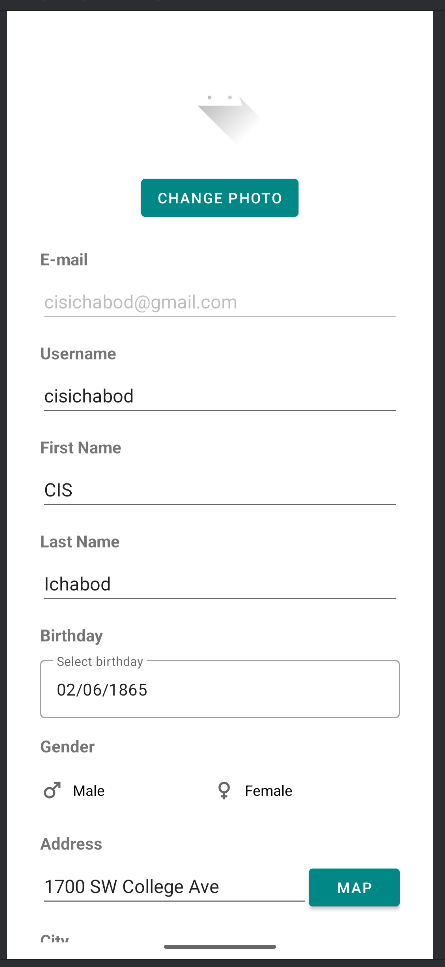 CHANGE PHOTO
E-mail
cisichabod@gmail.com
Username
cisichabod
First Name
CIS
Last Name
Ichabod
Birthday
Select birthday
02/06/1865
Gender
Male Female
Address
1700 SW College Ave MAP
City